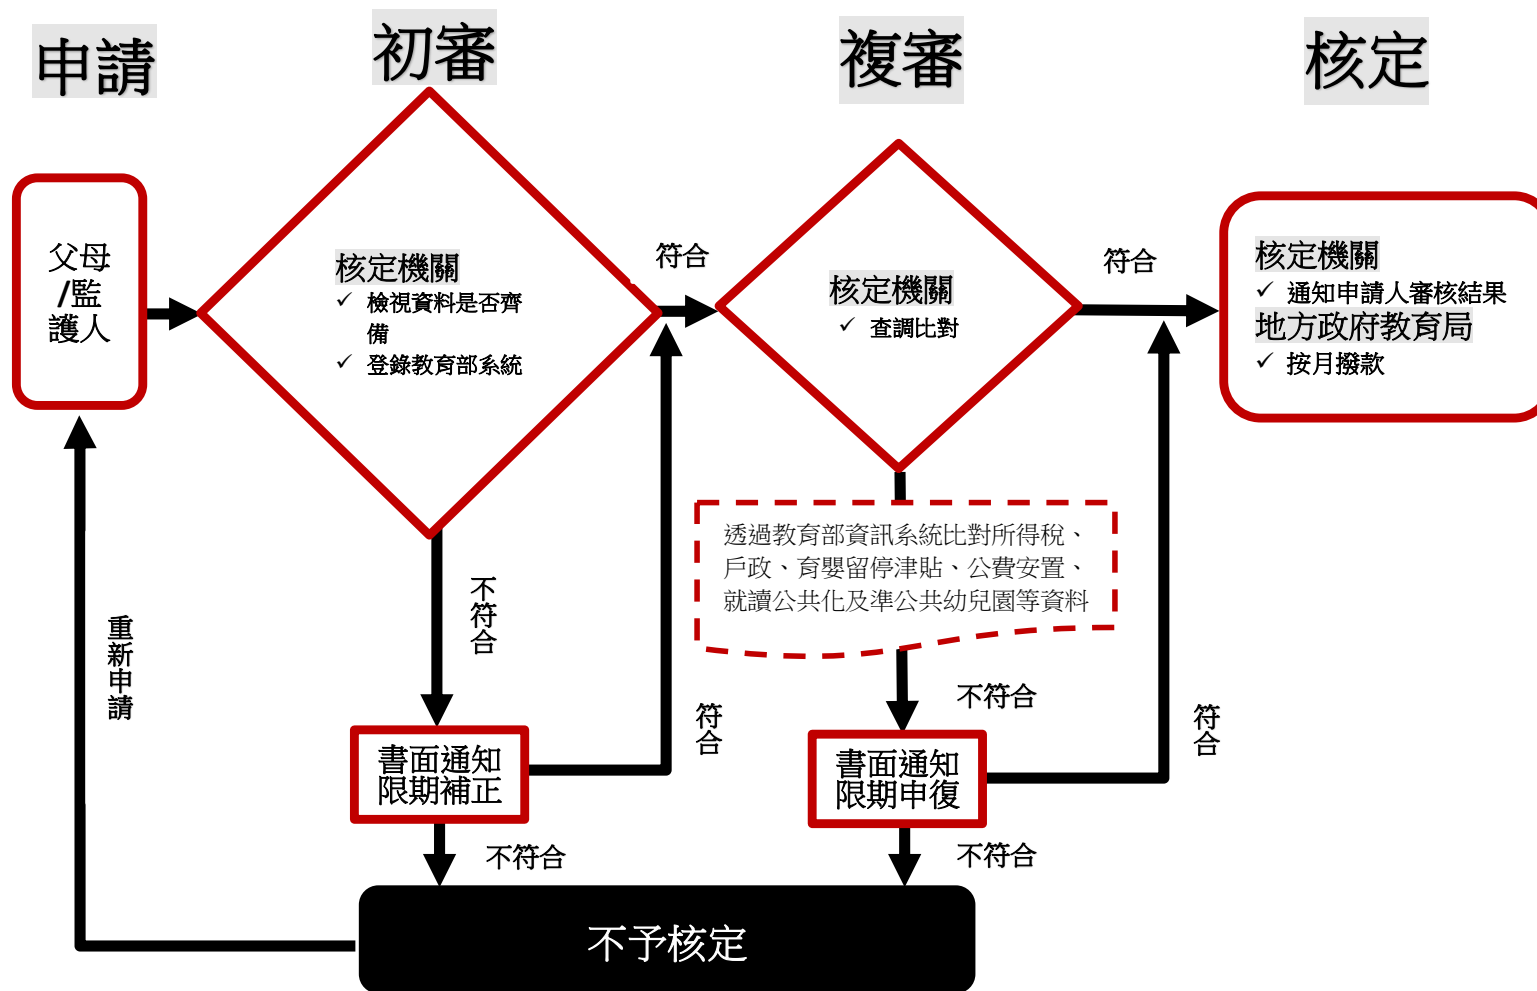 申請
初審
複審
核定
父母
/監
護人
核定機關
✓ 檢視資料是否齊
備
✓ 登錄教育部系統
符合
核定機關
✓ 查調比對
符合
核定機關
✓ 通知申請人審核結果
地方政府教育局
✓ 按月撥款
透過教育部資訊系統比對所得稅、
戶政、育嬰留停津貼、公費安置、
就讀公共化及準公共幼兒園等資料
不符合
重新申請
不符合
符合
符合
書面通知
限期補正
書面通知
限期申復
不符合
不符合
不予核定